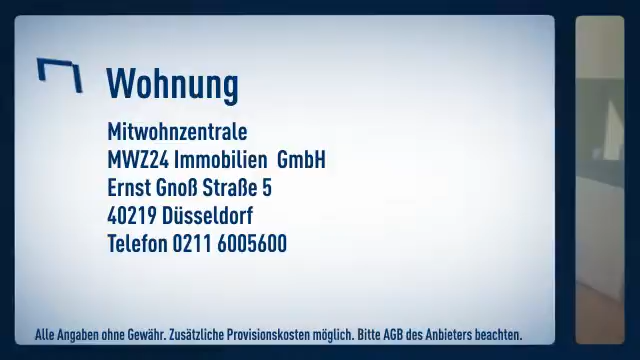 Wohnung
Mitwohnzentrale
MWZ24 Immobilien GmbH
Ernst Gnoß Straße 5
40219 Düsseldorf
Telefon 0211 6005600
Alle Angaben ohne Gewähr. Zusätzliche Provisionskosten möglich. Bitte AGB des Anbieters beachten.